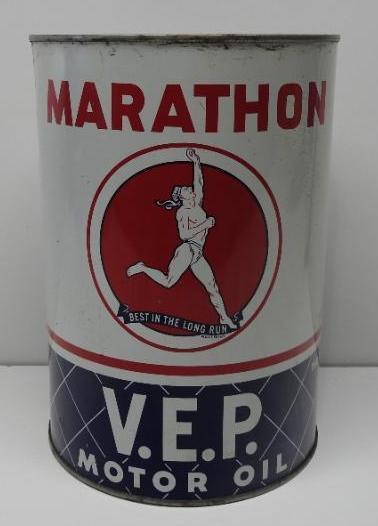 MARATHON
BEST IN THE LONG RUN
V.E.P.
MOTOR OIL